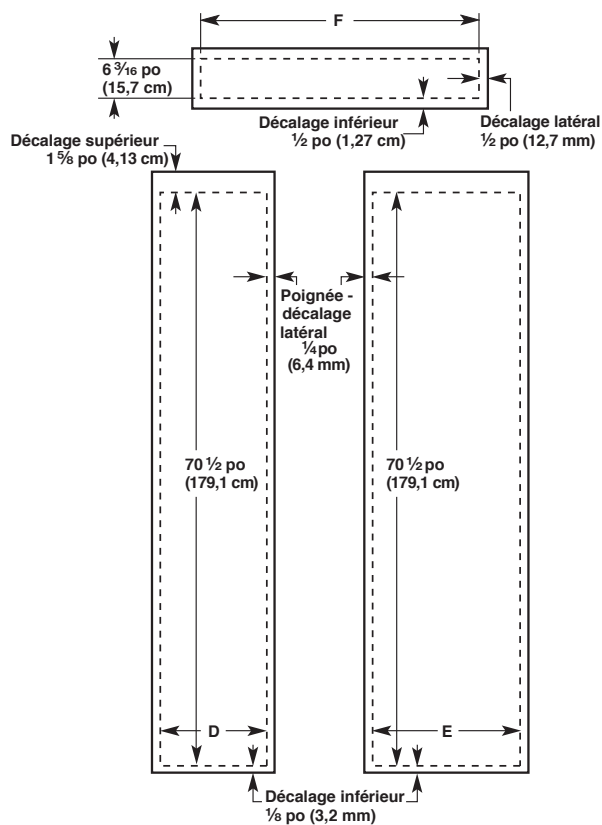 F
6 3⁄16 po
(15,7 cm)
Décalage inférieur
½ po (1,27 cm)
Décalage latéral
½ po (12,7 mm)
Décalage supérieur
1 ⅝ po (4,13 cm)
Poignée -
décalage
latéral
¼ po
(6,4 mm)
70 ½ po
(179,1 cm)
70 ½ po
(179,1 cm)
D
E
Décalage inférieur
⅛ po (3,2 mm)